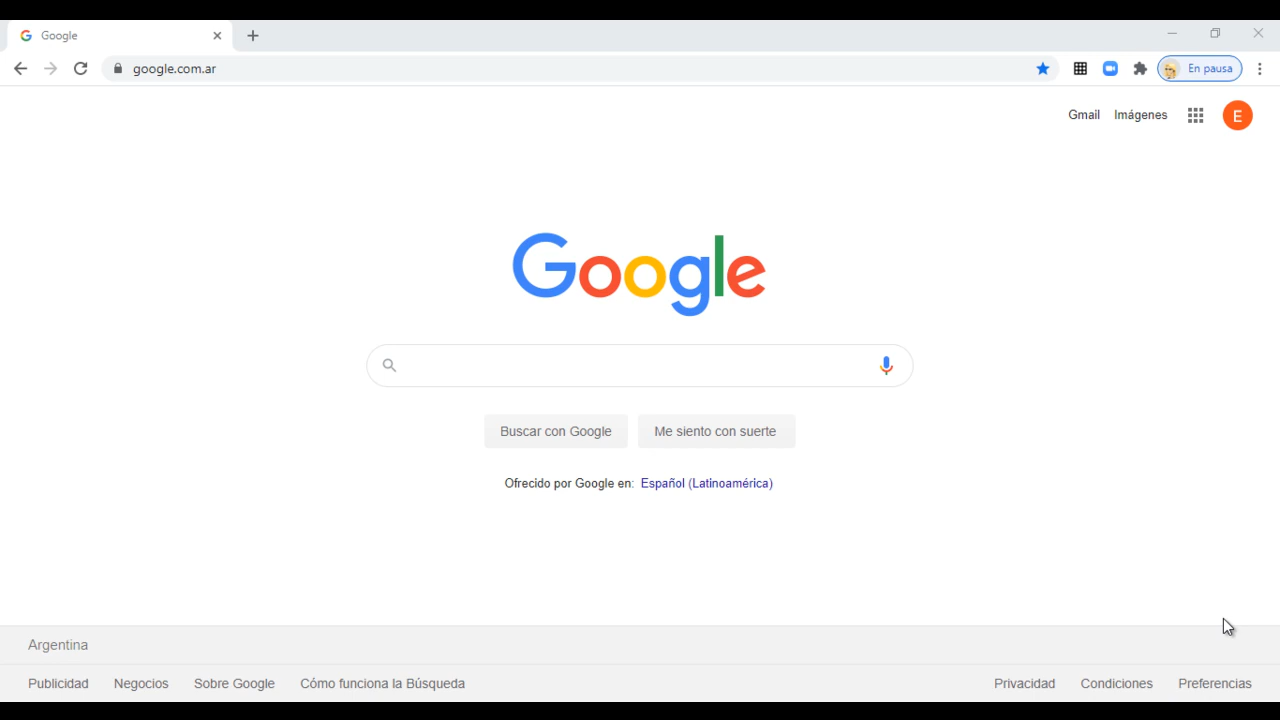 Google
google.com.ar
En pausa
Gmail Imágenes E
Google
Buscar con Google Me siento con suerte
Ofrecido por Google en: Español (Latinoamérica)
Argentina
Publicidad Negocios Sobre Google Cómo funciona la Búsqueda Privacidad Condiciones Preferencias